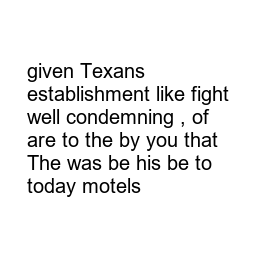 given Texans
establishment like fight
well condemning , of
are to the by you that
The was be his be to
today motels